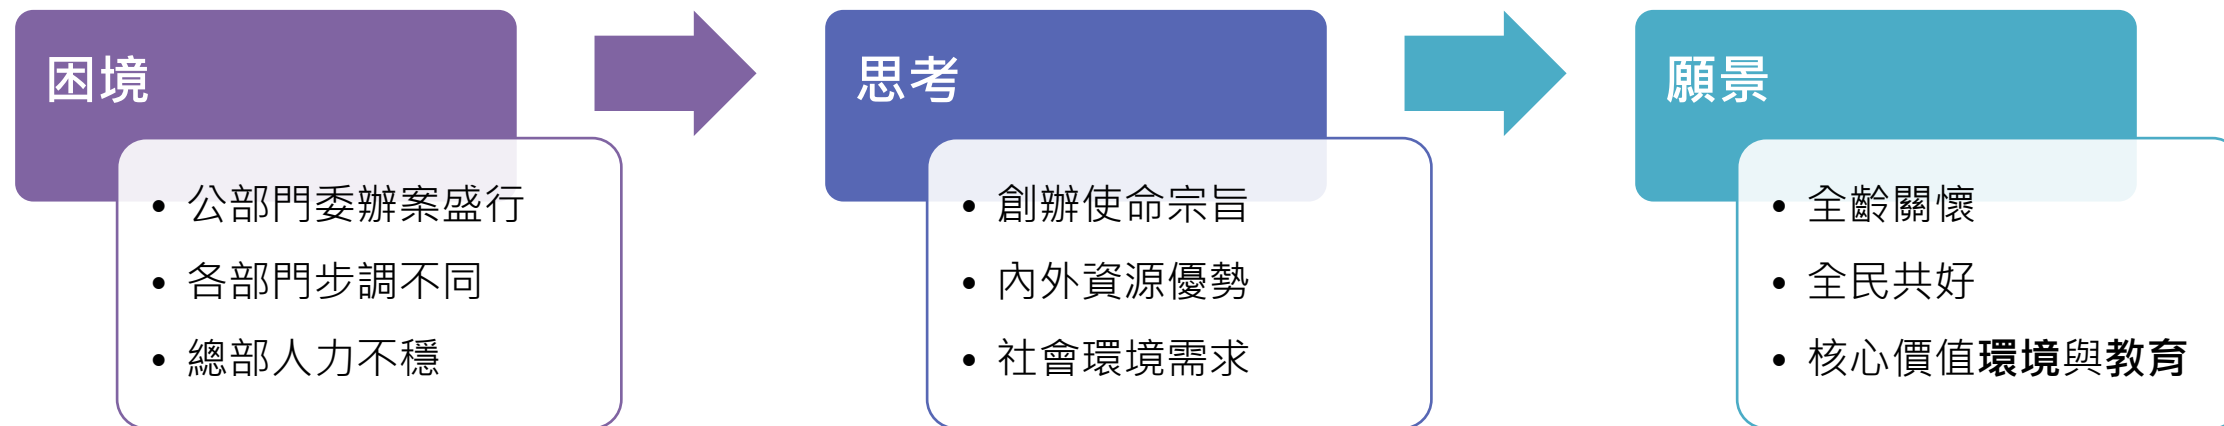 困境
• 公部門委辦案盛行
• 各部門步調不同
• 總部人力不穩
思考
• 創辦使命宗旨
• 內外資源優勢
• 社會環境需求
願景
• 全齡關懷
• 全民共好
• 核心價值環境與教育